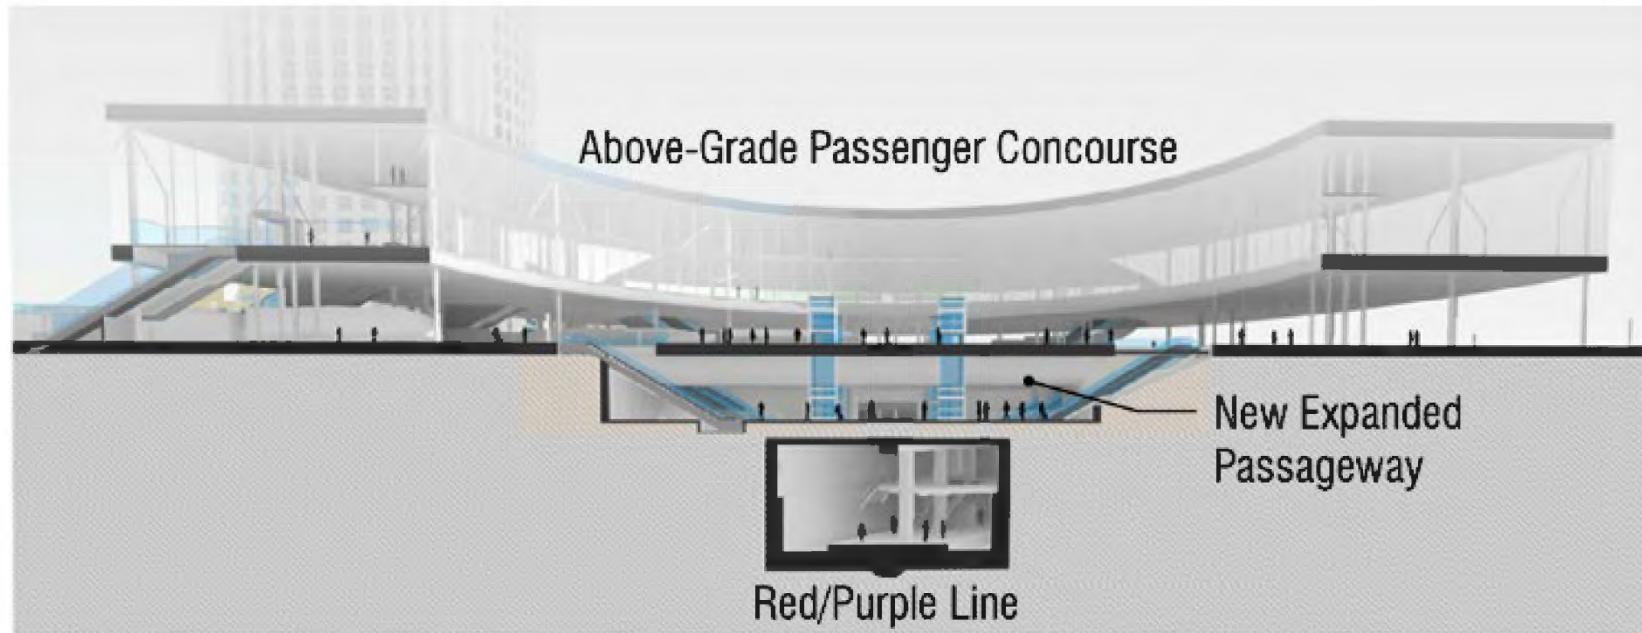 Above-Grade Passenger Concourse
New Expanded
Passageway
Red/Purple Line